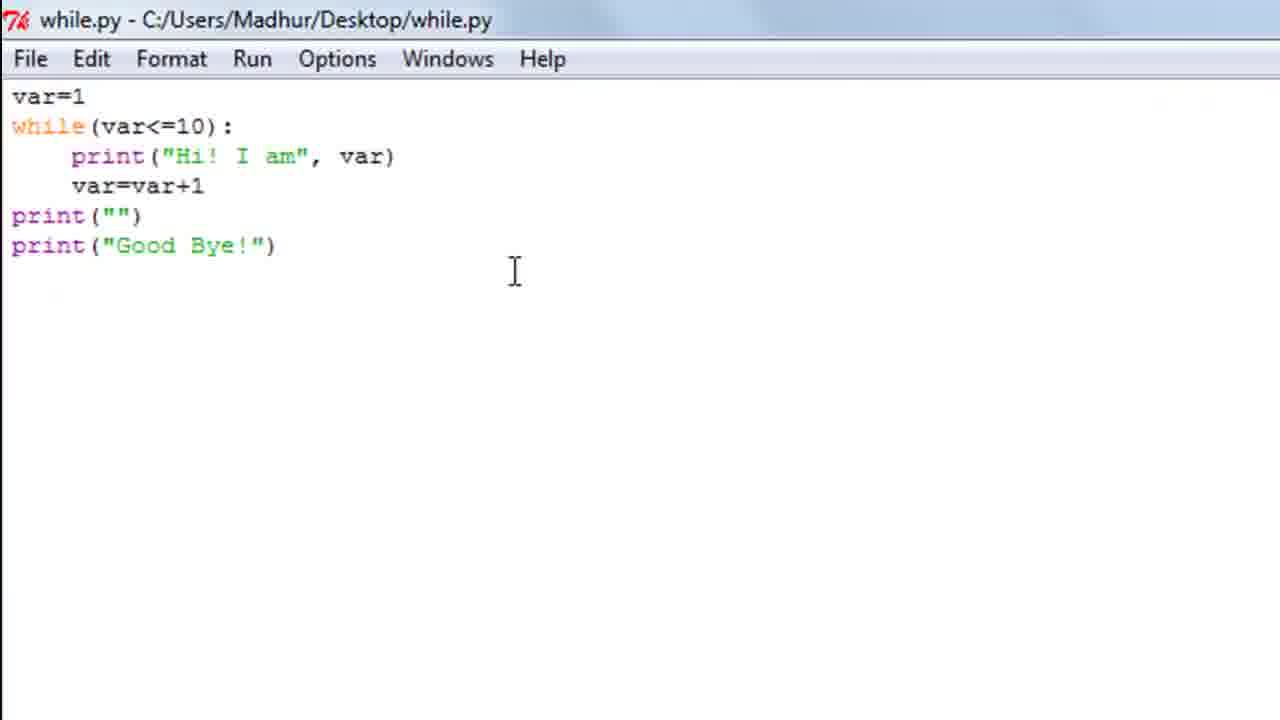 while.py - C:/Users/Madhur/Desktop/while.py
File Edit Format Run Options Windows Help
var=1
while(var<=10):
    print("Hi! I am", var)
    var=var+1
print("")
print("Good Bye!")